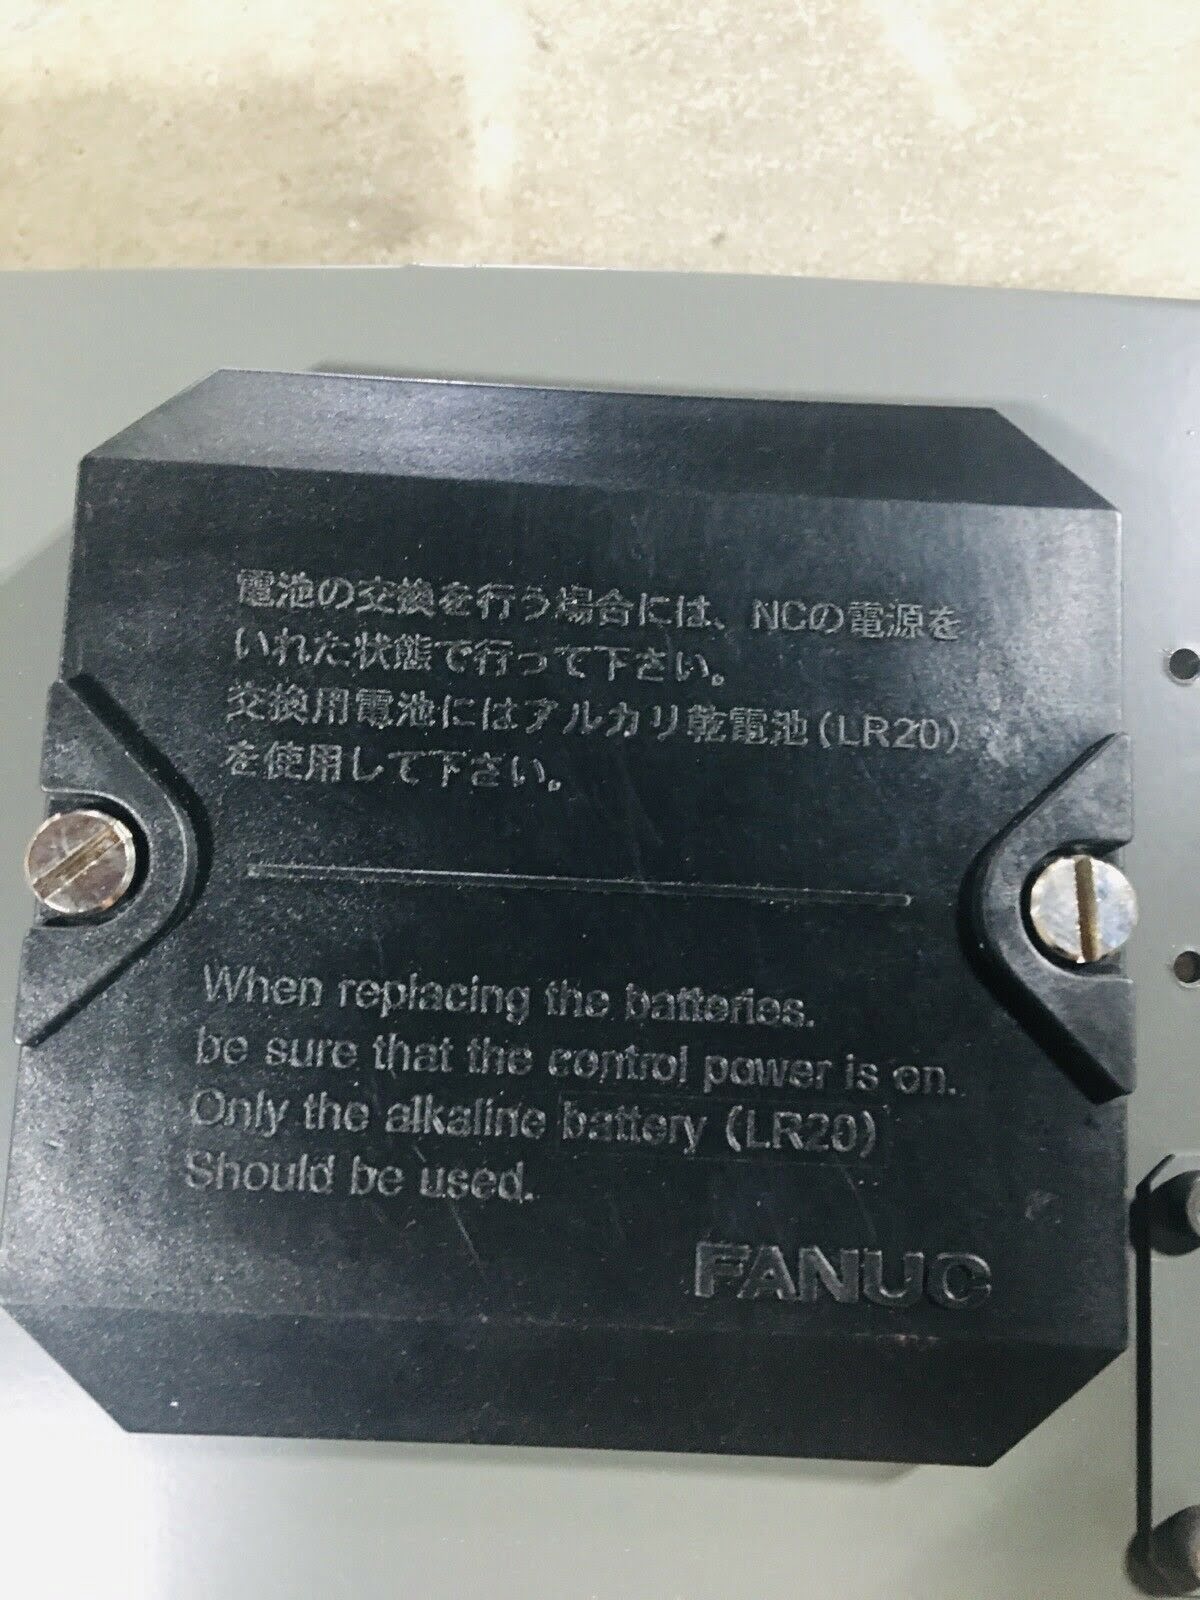 電池の交換を行う場合には、NCの電源を
いれた状態で行って下さい。
交換用電池にはアルカリ乾電池(LR20)
を使用して下さい。
When replacing the batteries.
be sure that the control power is on.
Only the alkaline battery (LR20)
Should be used.
FANUC